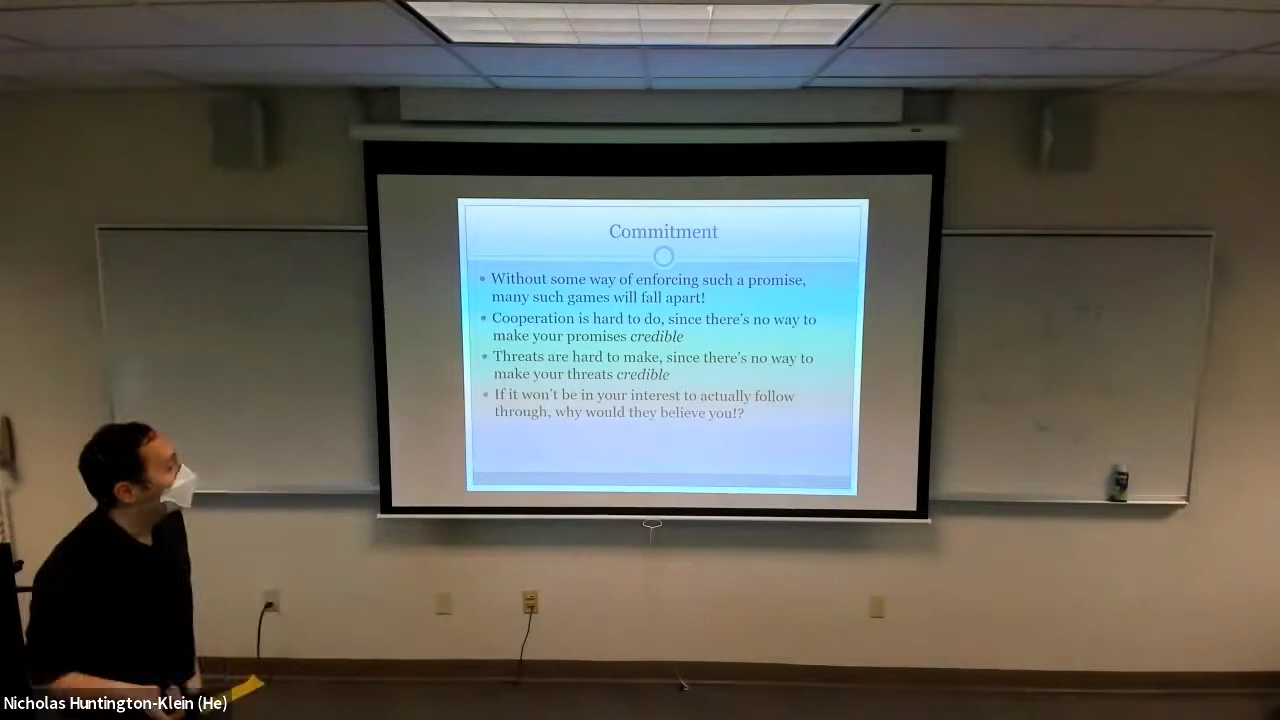 Commitment
• Without some way of enforcing such a promise,
many such games will fall apart!
• Cooperation is hard to do, since there's no way to
make your promises credible
• Threats are hard to make, since there's no way to
make your threats credible
• If it won't be in your interest to actually follow
through, why would they believe you!?
Nicholas Huntington-Klein (He)